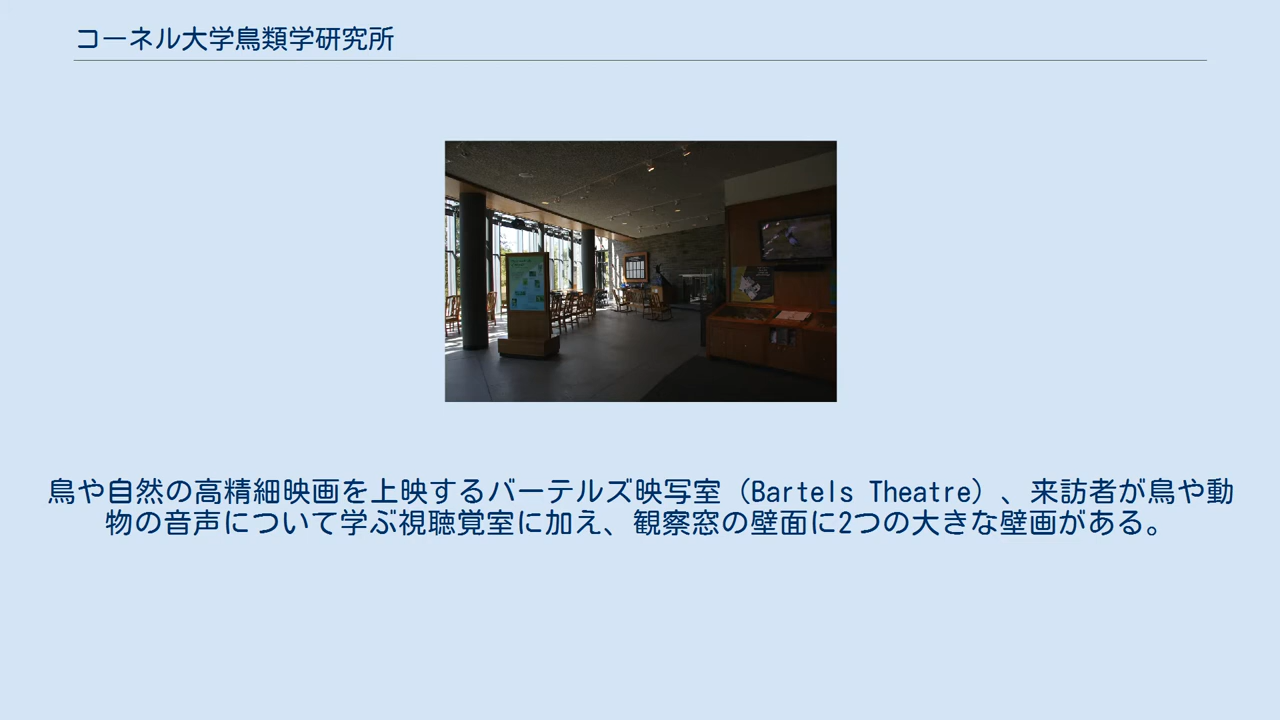 コーネル大学鳥類学研究所
鳥や自然の高精細映画を上映するバーテルズ映写室（Bartels Theatre）、来訪者が鳥や動
物の音声について学ぶ視聴覚室に加え、観察窓の壁面に2つの大きな壁画がある。